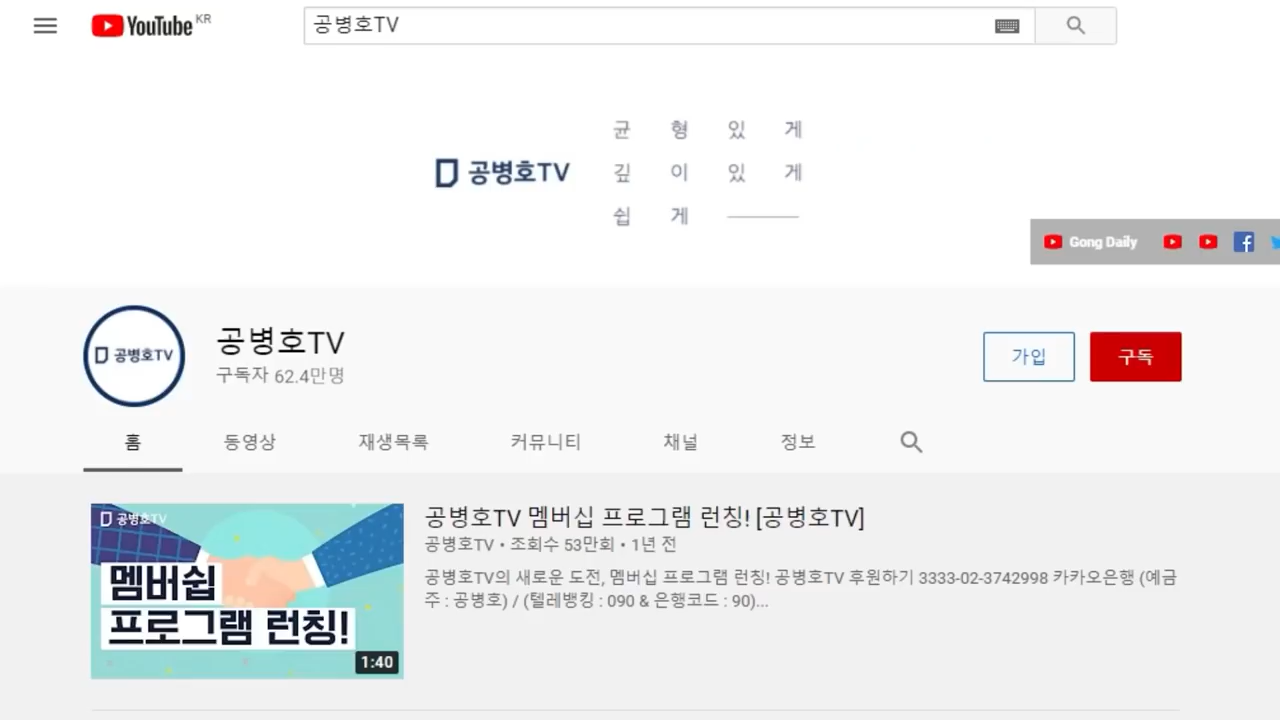 YouTube KR
공병호TV
균 형 있 게
공병호TV
깊 이 있 게
쉽 게
Gong Daily
공병호TV
공병호TV
구독자 62.4만명
가입
구독
홈
동영상
재생목록
커뮤니티
채널
정보
공병호TV
멤버쉽
프로그램 런칭!
1:40
공병호TV 멤버십 프로그램 런칭! [공병호TV]
공병호TV • 조회수 53만회 • 1년 전
공병호TV의 새로운 도전, 멤버십 프로그램 런칭! 공병호TV 후원하기 3333-02-3742998 카카오은행 (예금
주 : 공병호) / (텔레뱅킹 : 090 & 은행코드 : 90)...